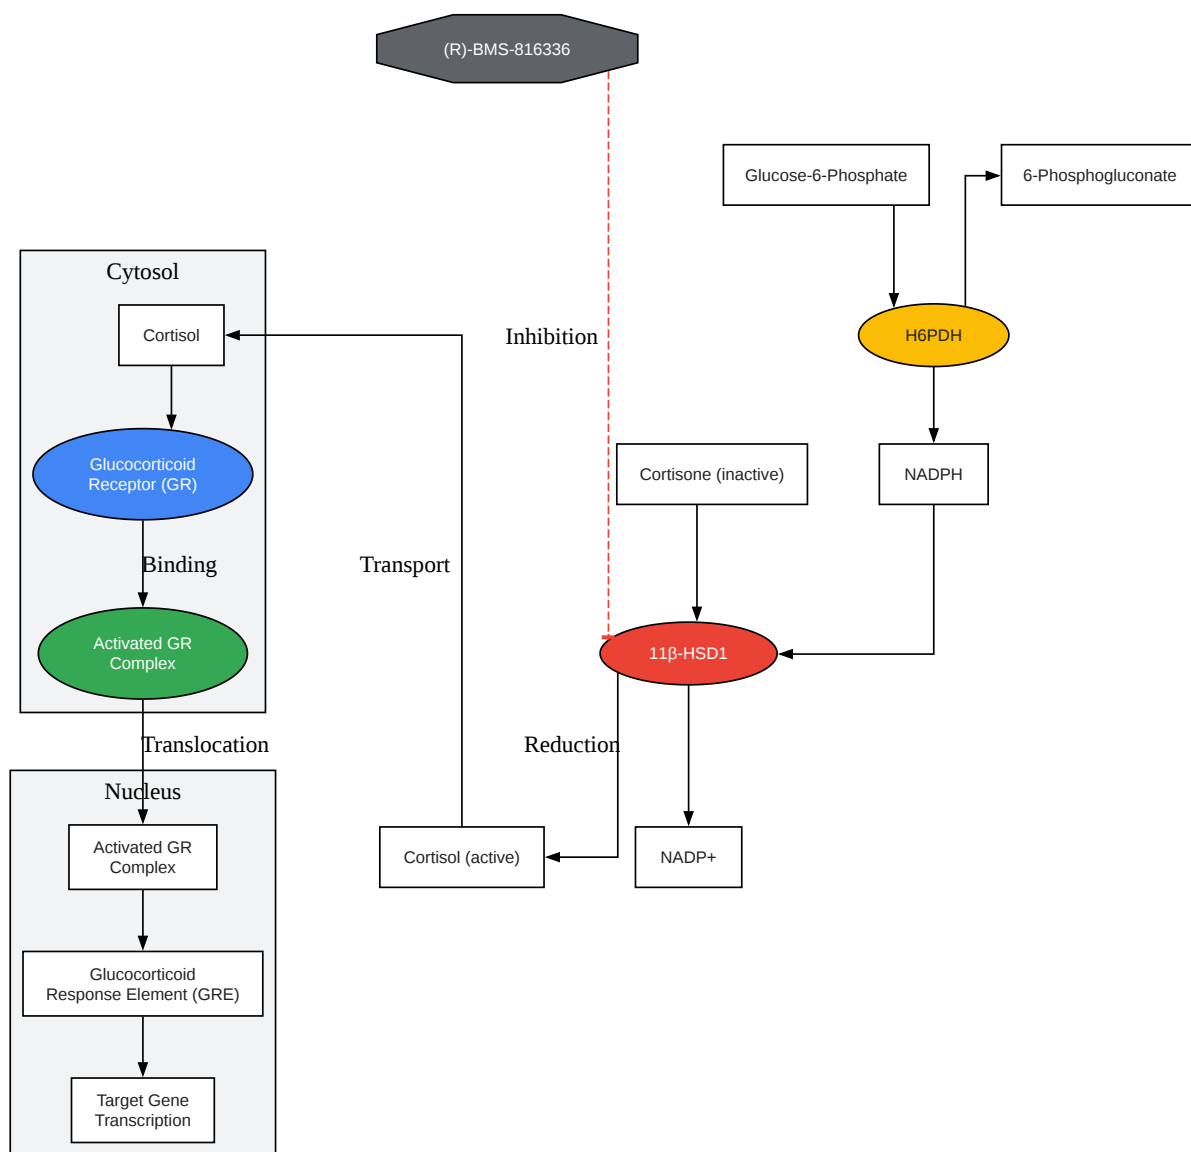 (R)-BMS-816336
Glucose-6-Phosphate
6-Phosphogluconate
Cytosol
Cortisol
Inhibition
H6PDH
Glucocorticoid
Receptor (GR)
Cortisone (inactive)
NADPH
Binding
Transport
Activated GR
Complex
11β-HSD1
Translocation
Reduction
Nucleus
Activated GR
Complex
Cortisol (active)
NADP+
Glucocorticoid
Response Element (GRE)
Target Gene
Transcription